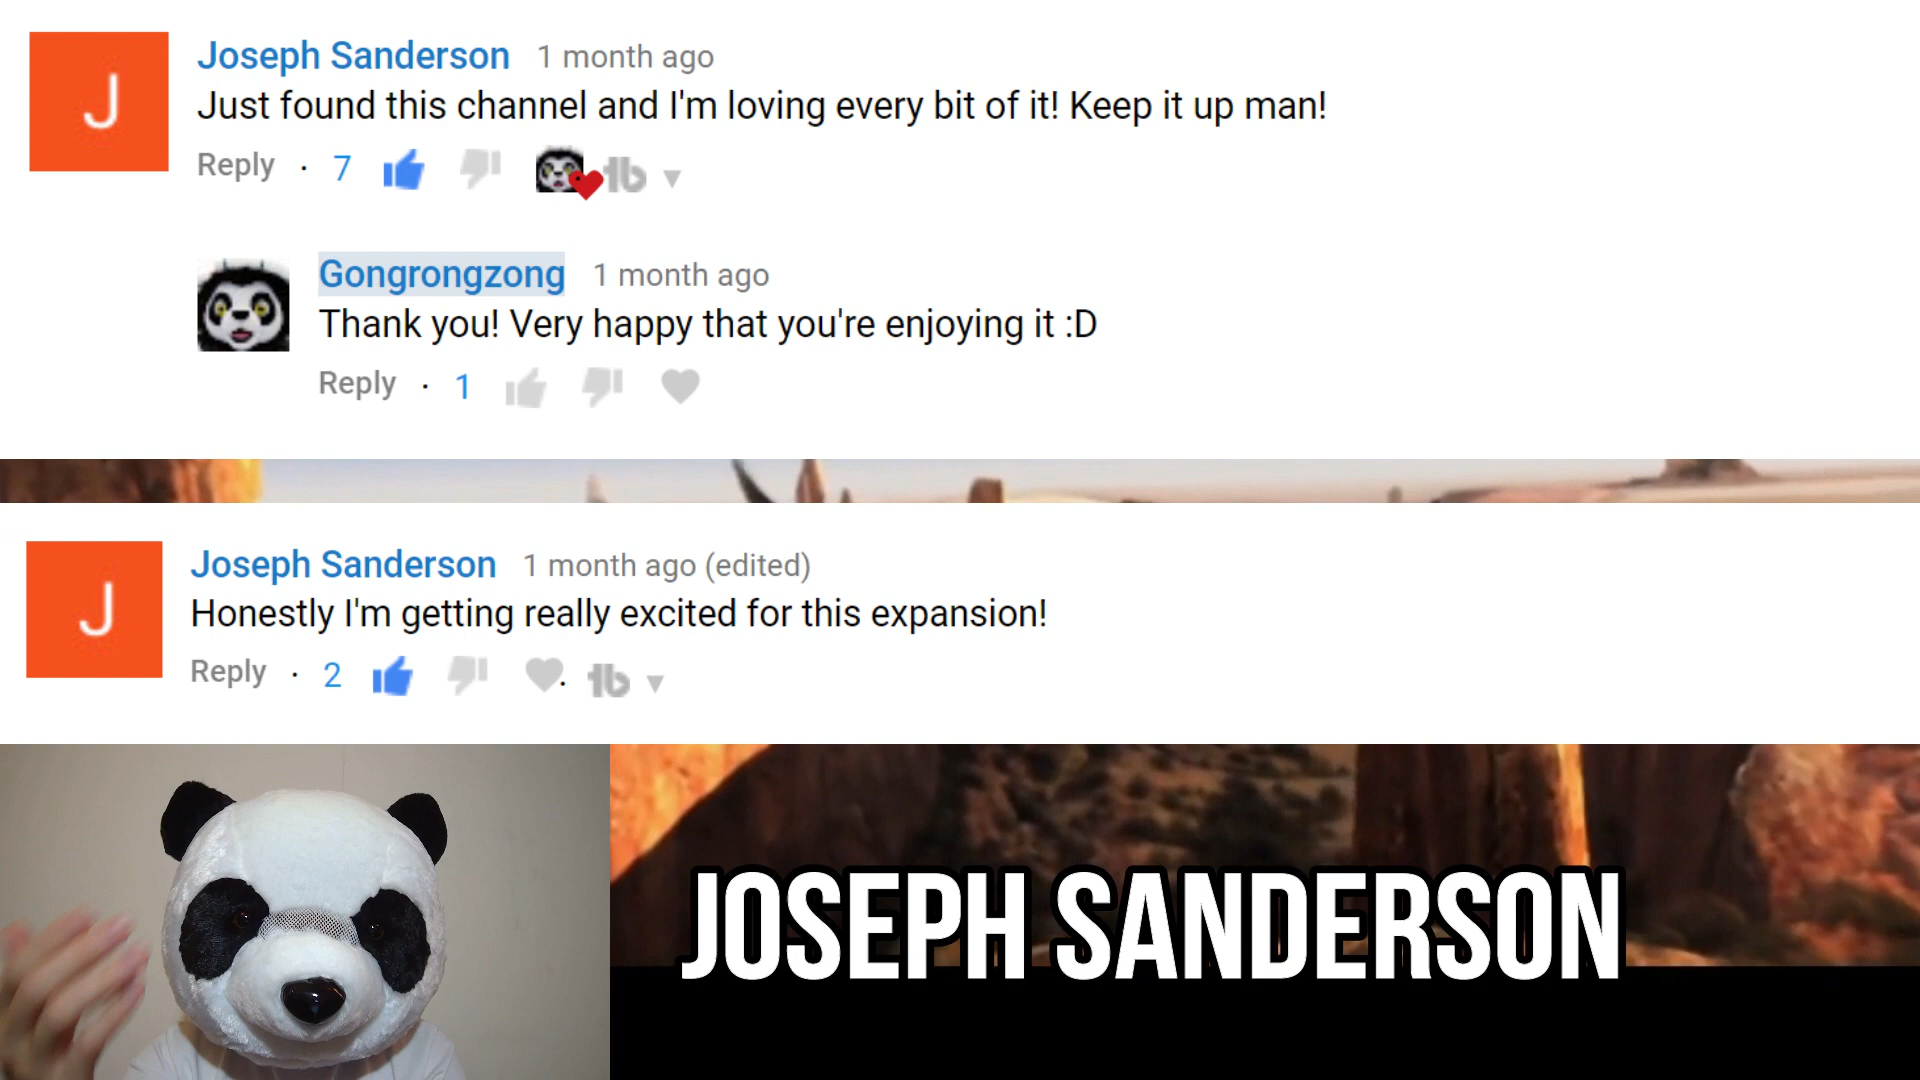 J
Joseph Sanderson 1 month ago
Just found this channel and I'm loving every bit of it! Keep it up man!
Reply · 7 tb ▼
Gongrongzong 1 month ago
Thank you! Very happy that you're enjoying it :D
Reply · 1
J
Joseph Sanderson 1 month ago (edited)
Honestly I'm getting really excited for this expansion!
Reply · 2 tb ▼
JOSEPH SANDERSON